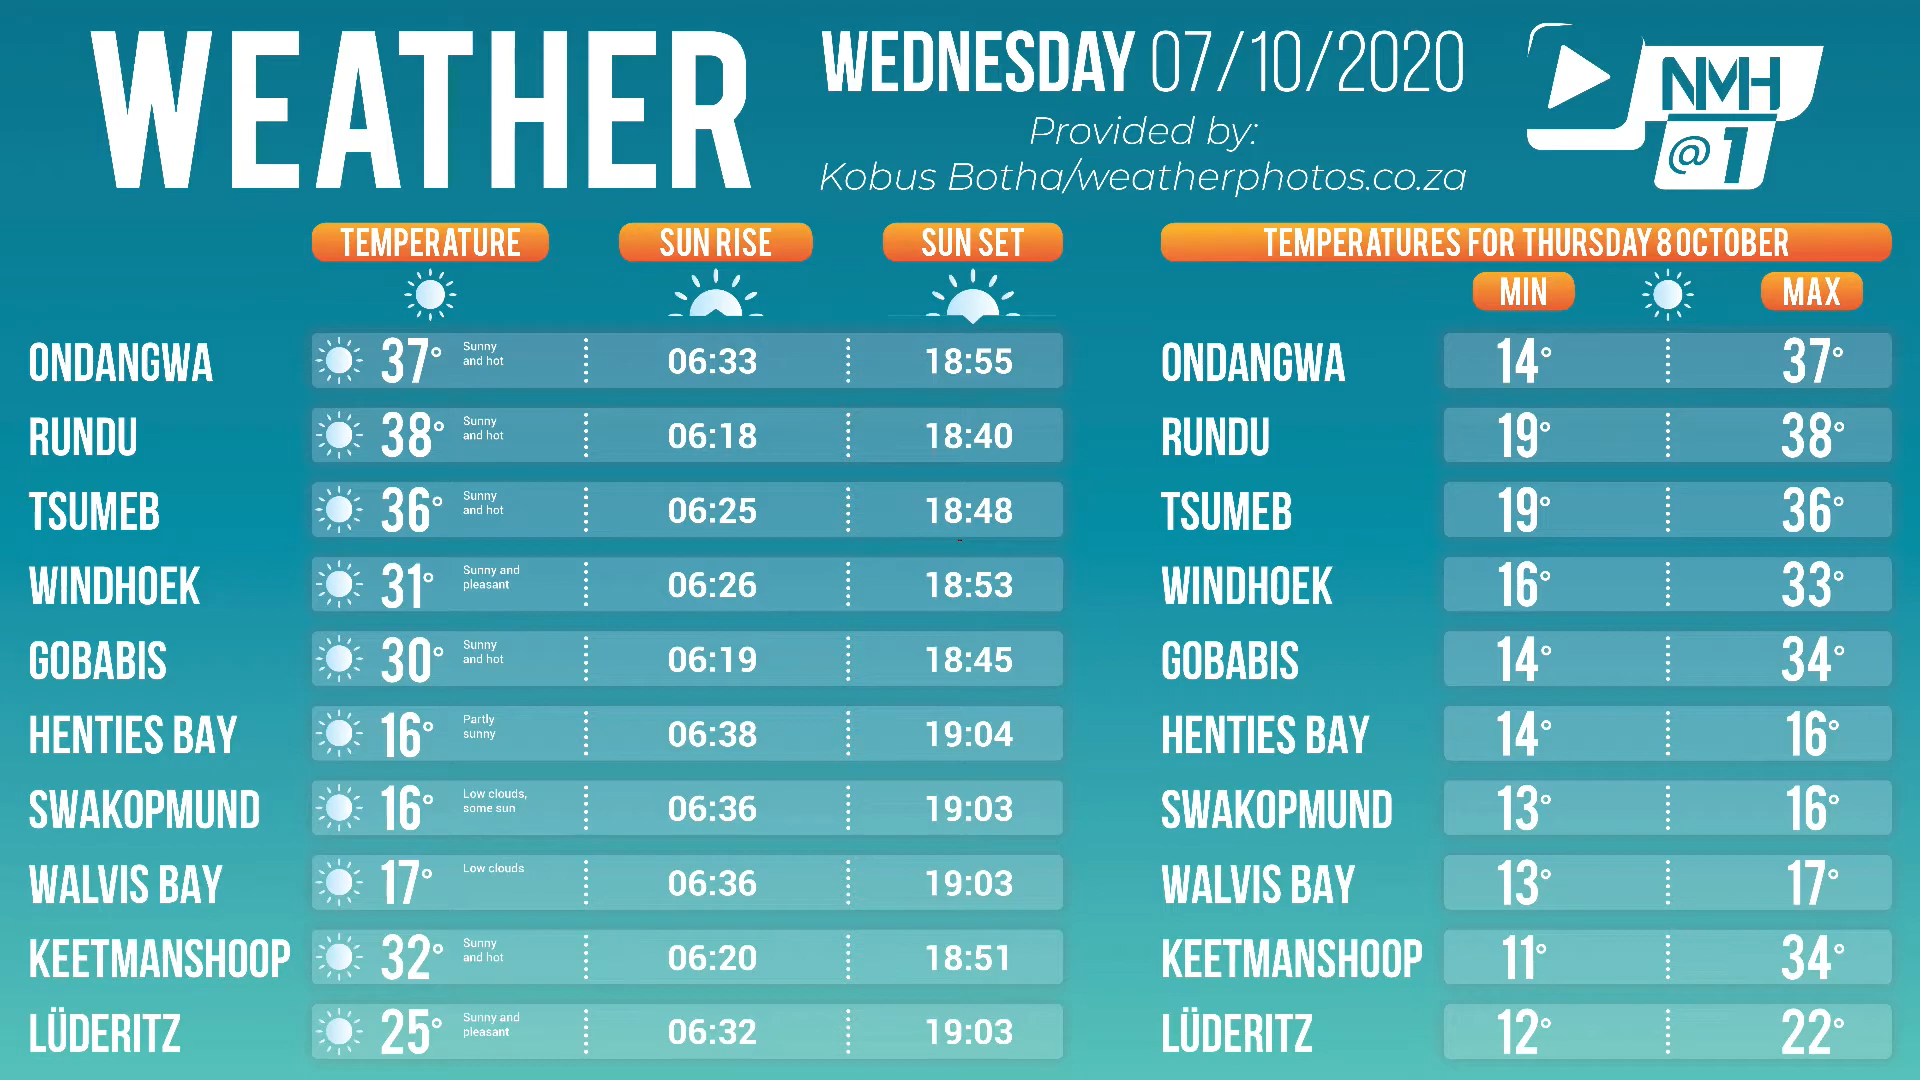 WEATHER
WEDNESDAY 07/10/2020
Provided by:
Kobus Botha/weatherphotos.co.za
NMH
@1
TEMPERATURE SUN RISE SUN SET
ONDANGWA 37° Sunny and hot 06:33 18:55
RUNDU 38° Sunny and hot 06:18 18:40
TSUMEB 36° Sunny and hot 06:25 18:48
WINDHOEK 31° Sunny and pleasant 06:26 18:53
GOBABIS 30° Sunny and hot 06:19 18:45
HENTIES BAY 16° Partly sunny 06:38 19:04
SWAKOPMUND 16° Low clouds, some sun 06:36 19:03
WALVIS BAY 17° Low clouds 06:36 19:03
KEETMANSHOOP 32° Sunny and hot 06:20 18:51
LÜDERITZ 25° Sunny and pleasant 06:32 19:03
TEMPERATURES FOR THURSDAY 8 OCTOBER
MIN MAX
ONDANGWA 14° 37°
RUNDU 19° 38°
TSUMEB 19° 36°
WINDHOEK 16° 33°
GOBABIS 14° 34°
HENTIES BAY 14° 16°
SWAKOPMUND 13° 16°
WALVIS BAY 13° 17°
KEETMANSHOOP 11° 34°
LÜDERITZ 12° 22°